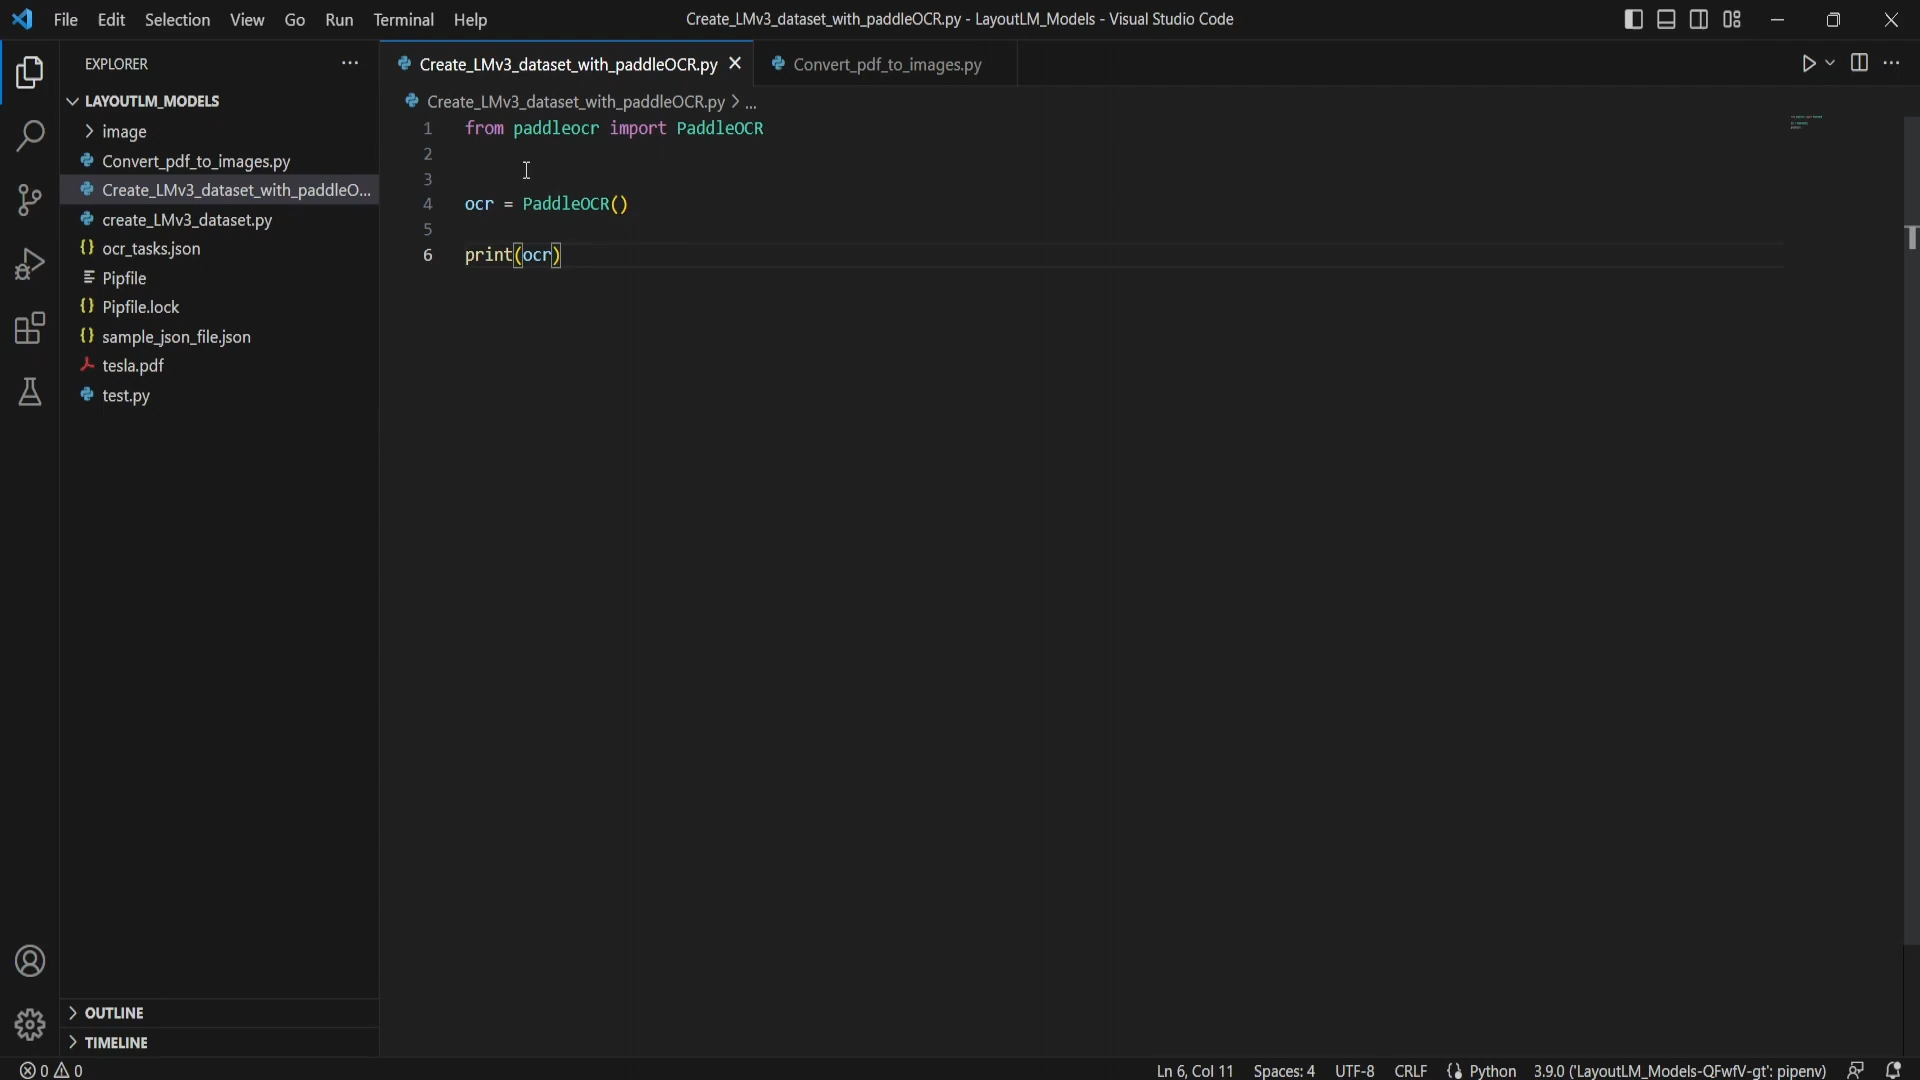 File Edit Selection View Go Run Terminal Help
Create_LMv3_dataset_with_paddleOCR.py - LayoutLM_Models - Visual Studio Code
EXPLORER
LAYOUTLM_MODELS
image
Convert_pdf_to_images.py
Create_LMv3_dataset_with_paddleO...
create_LMv3_dataset.py
ocr_tasks.json
Pipfile
Pipfile.lock
sample_json_file.json
tesla.pdf
test.py
OUTLINE
TIMELINE
Create_LMv3_dataset_with_paddleOCR.py Convert_pdf_to_images.py
Create_LMv3_dataset_with_paddleOCR.py > ...
1 from paddleocr import PaddleOCR
2
3
4 ocr = PaddleOCR()
5
6 print(ocr)
0 0 Ln 6, Col 11 Spaces: 4 UTF-8 CRLF Python 3.9.0 ('LayoutLM_Models-QFwfV-gt': pipenv)